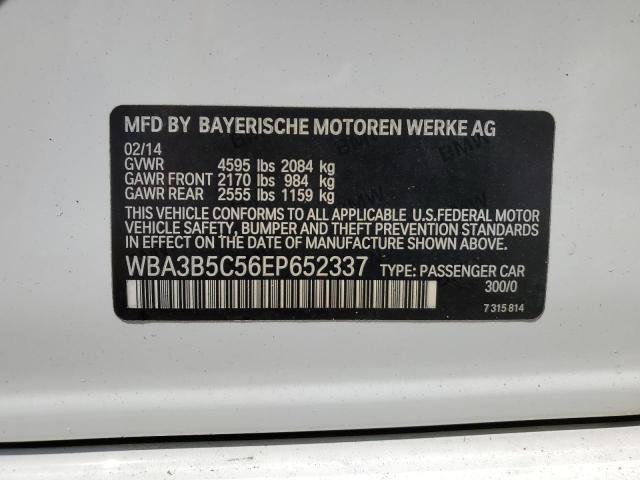 MFD BY BAYERISCHE MOTOREN WERKE AG
02/14
GVWR 4595 lbs 2084 kg
GAWR FRONT 2170 lbs 984 kg
GAWR REAR 2555 lbs 1159 kg
THIS VEHICLE CONFORMS TO ALL APPLICABLE U.S.FEDERAL MOTOR
VEHICLE SAFETY, BUMPER AND THEFT PREVENTION STANDARDS
IN EFFECT ON THE DATE OF MANUFACTURE SHOWN ABOVE.
WBA3B5C56EP652337 TYPE: PASSENGER CAR
300/0
7 315 814
BMW
BMW